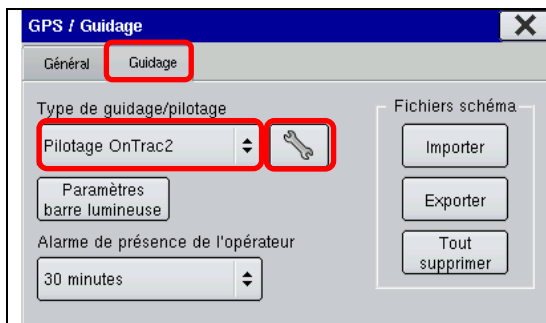 GPS / Guidage
Général
Guidage
Type de guidage/pilotage
Pilotage OnTrac2
Paramètres
barre lumineuse
Alarme de présence de l'opérateur
30 minutes
Fichiers schéma
Importer
Exporter
Tout
supprimer